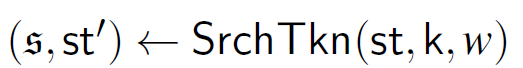 (𝔰, st′) ← SrchTkn(st, k, w)